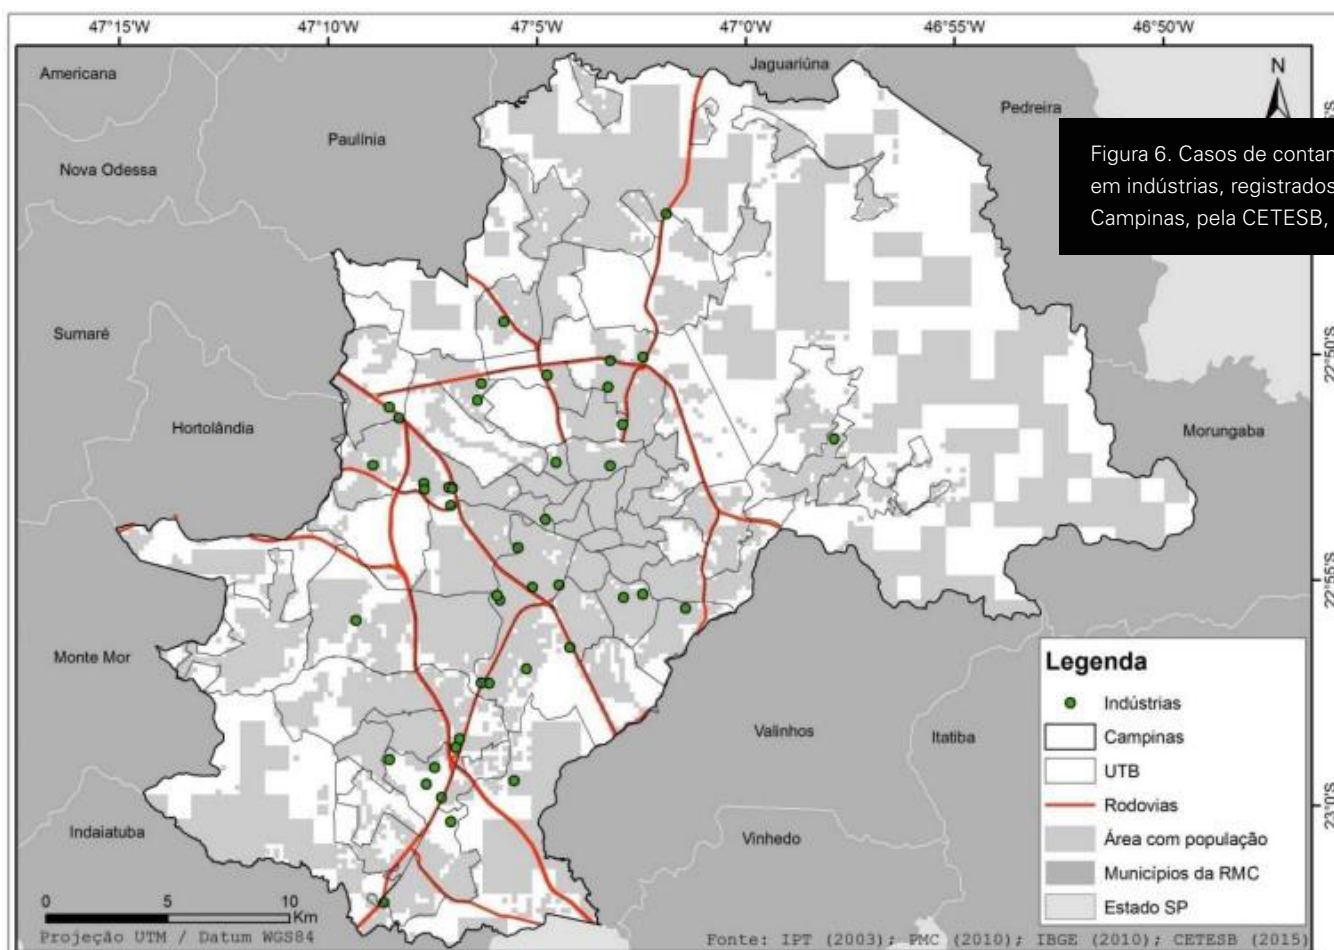 47°15'W 47°10'W 47°5'W 47°0'W 46°55'W 46°50'W
Americana
Jaguariúna
N
Pedreira
Paulínia
Nova Odessa
Figura 6. Casos de
em indústrias, registrados
Campinas, pela CETESB,
Sumaré
22°50'S
Hortolândia
Morungaba
22°55'S
Monte Mor
Legenda
Indústrias
Campinas
UTB
Rodovias
Área com população
Municípios da RMC
Estado SP
Valinhos
Itatiba
23°0'S
Indaiatuba
Vinhedo
0 5 10
Km
Projeção UTM / Datum WGS84
Fonte: IPT (2003); PMC (2010); IBGE (2010); CETESB (2015)